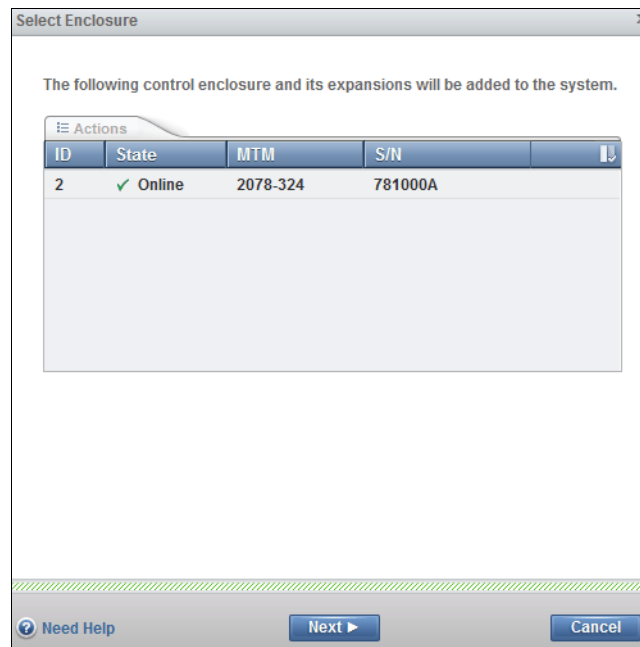 Select Enclosure
The following control enclosure and its expansions will be added to the system.
Actions
ID State MTM S/N
2 Online 2078-324 781000A
Need Help Next Cancel